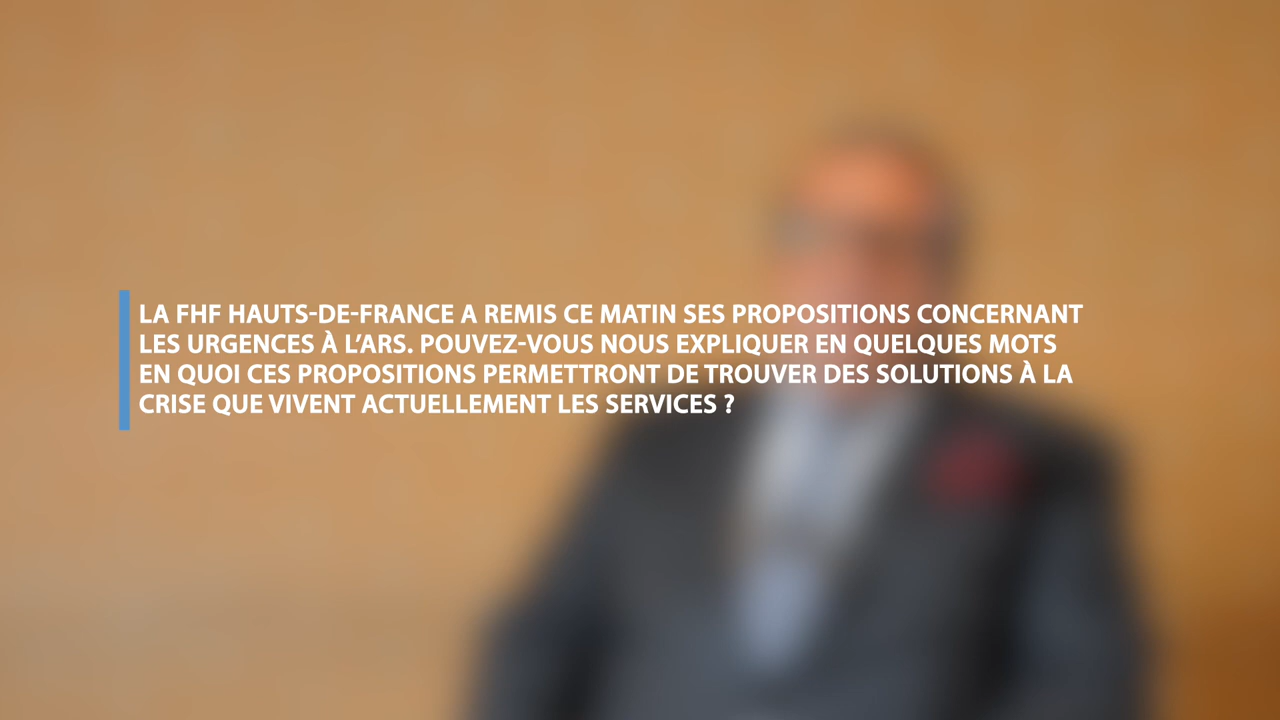 LA FHF HAUTS-DE-FRANCE A REMIS CE MATIN SES PROPOSITIONS CONCERNANT
LES URGENCES À L'ARS. POUVEZ-VOUS NOUS EXPLIQUER EN QUELQUES MOTS
EN QUOI CES PROPOSITIONS PERMETTRONT DE TROUVER DES SOLUTIONS À LA
CRISE QUE VIVENT ACTUELLEMENT LES SERVICES ?